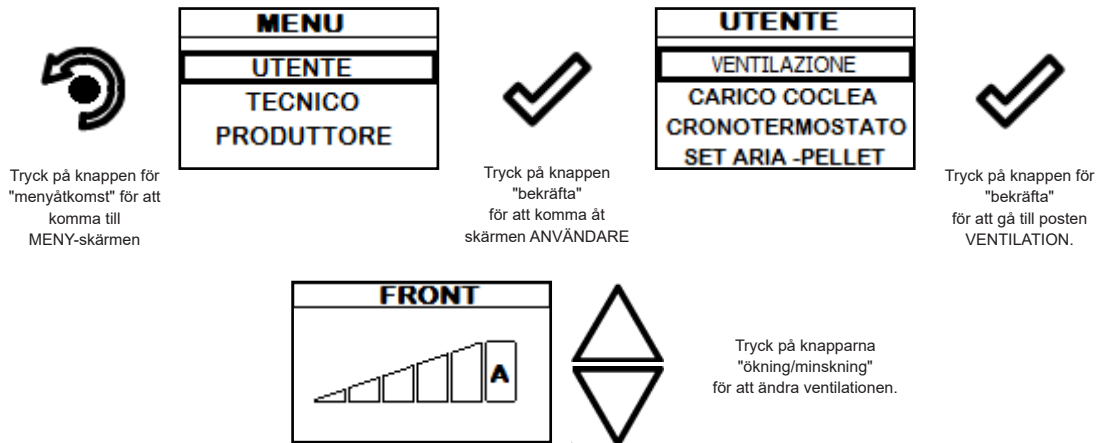 MENU
UTENTE
TECNICO
PRODUTTORE
Tryck på knappen för
"menyåtkomst" för att
komma till
MENY-skärmen
Tryck på knappen
"bekräfta"
för att komma åt
skärmen ANVÄNDARE
UTENTE
VENTILAZIONE
CARICO COCLEA
CRONOTERMOSTATO
SET ARIA -PELLET
Tryck på knappen för
"bekräfta"
för att gå till posten
VENTILATION.
FRONT
A
Tryck på knapparna
"ökning/minskning"
för att ändra ventilationen.